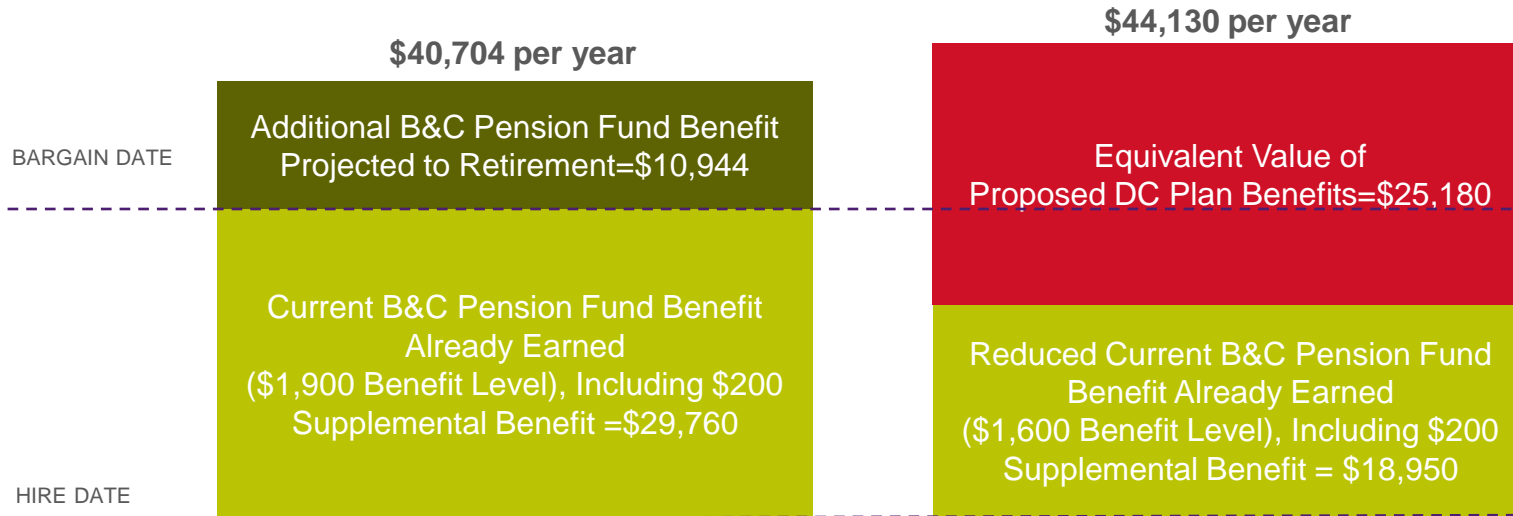 $40,704 per year
$44,130 per year
BARGAIN DATE
Additional B&C Pension Fund Benefit
Projected to Retirement=$10,944
Equivalent Value of
Proposed DC Plan Benefits=$25,180
Current B&C Pension Fund Benefit
Already Earned
($1,900 Benefit Level), Including $200
Supplemental Benefit =$29,760
Reduced Current B&C Pension Fund
Benefit Already Earned
($1,600 Benefit Level), Including $200
Supplemental Benefit = $18,950
HIRE DATE